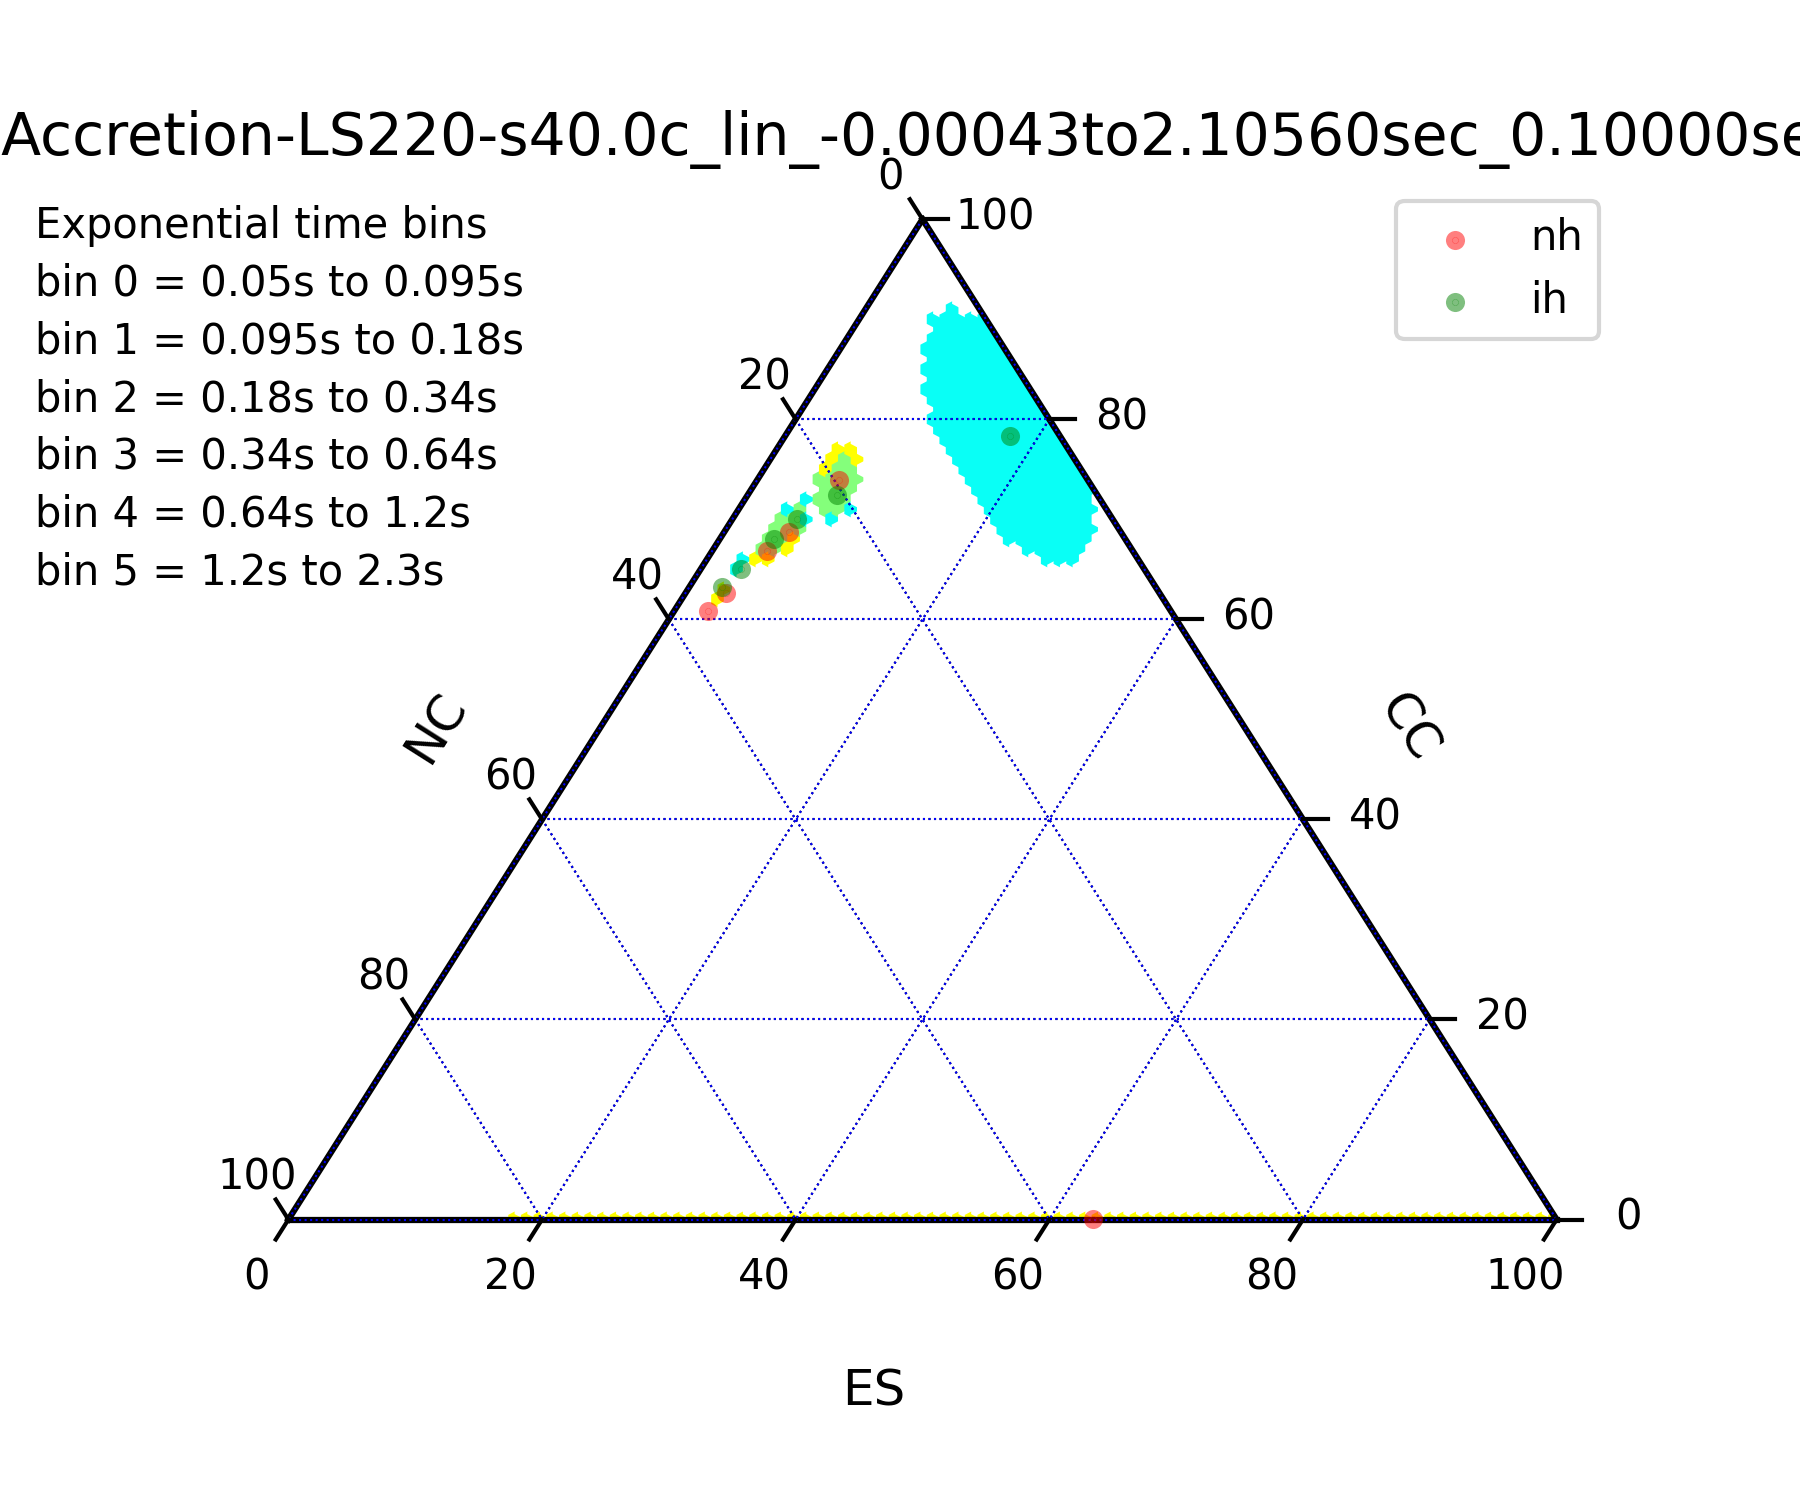 Accretion-LS220-s40.0c_lin_-0.00043to2.10560sec_0.10000se
Exponential time bins
bin 0 = 0.05s to 0.095s
bin 1 = 0.095s to 0.18s
bin 2 = 0.18s to 0.34s
bin 3 = 0.34s to 0.64s
bin 4 = 0.64s to 1.2s
bin 5 = 1.2s to 2.3s
nh
ih
0
100
20
80
40
60
NC
CC
60
40
80
20
100
0
0
20
40
60
80
100
ES